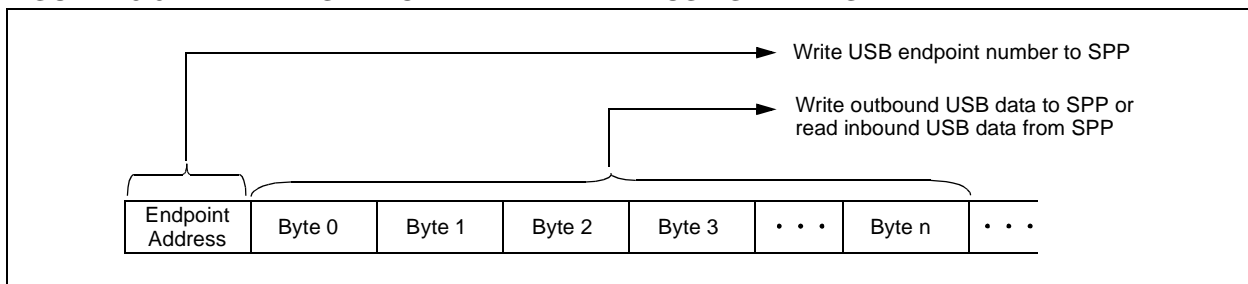 Write USB endpoint number to SPP
Write outbound USB data to SPP or
read inbound USB data from SPP
Endpoint
Address
Byte 0
Byte 1
Byte 2
Byte 3
• • •
Byte n
• • •